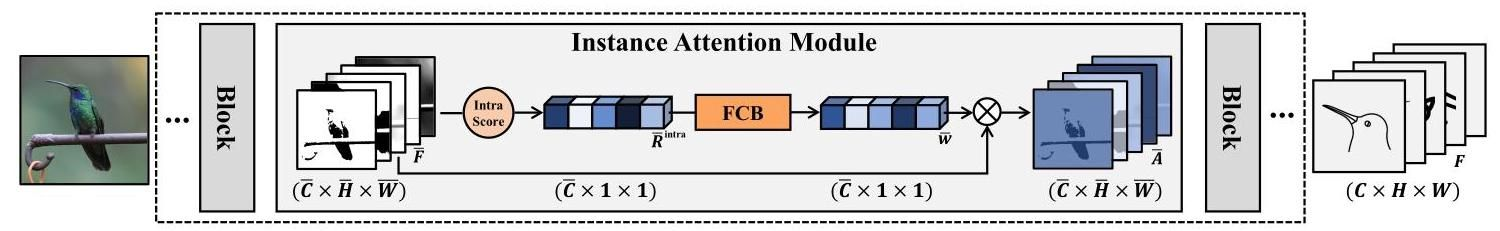 Instance Attention Module
...
Block
F̅
(C̅ × H̅ × W̅)
Intra
Score
R̅ intra
(C̅ × 1 × 1)
FCB
w̅
(C̅ × 1 × 1)
A̅
(C̅ × H̅ × W̅)
Block
...
F
(C × H × W)